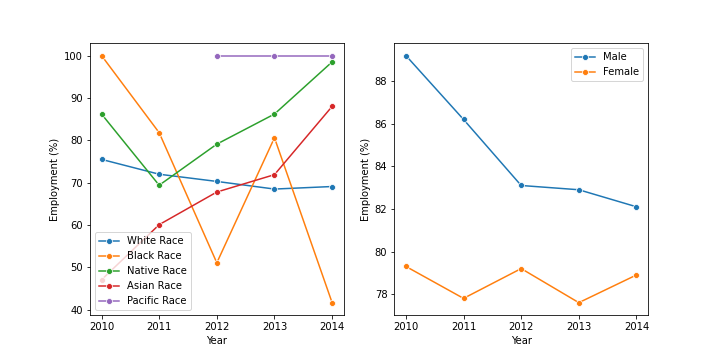 100
90
80
70
60
50
40
Employment (%)
White Race
Black Race
Native Race
Asian Race
Pacific Race
2010 2011 2012 2013 2014
Year
88
86
84
82
80
78
Employment (%)
Male
Female
2010 2011 2012 2013 2014
Year